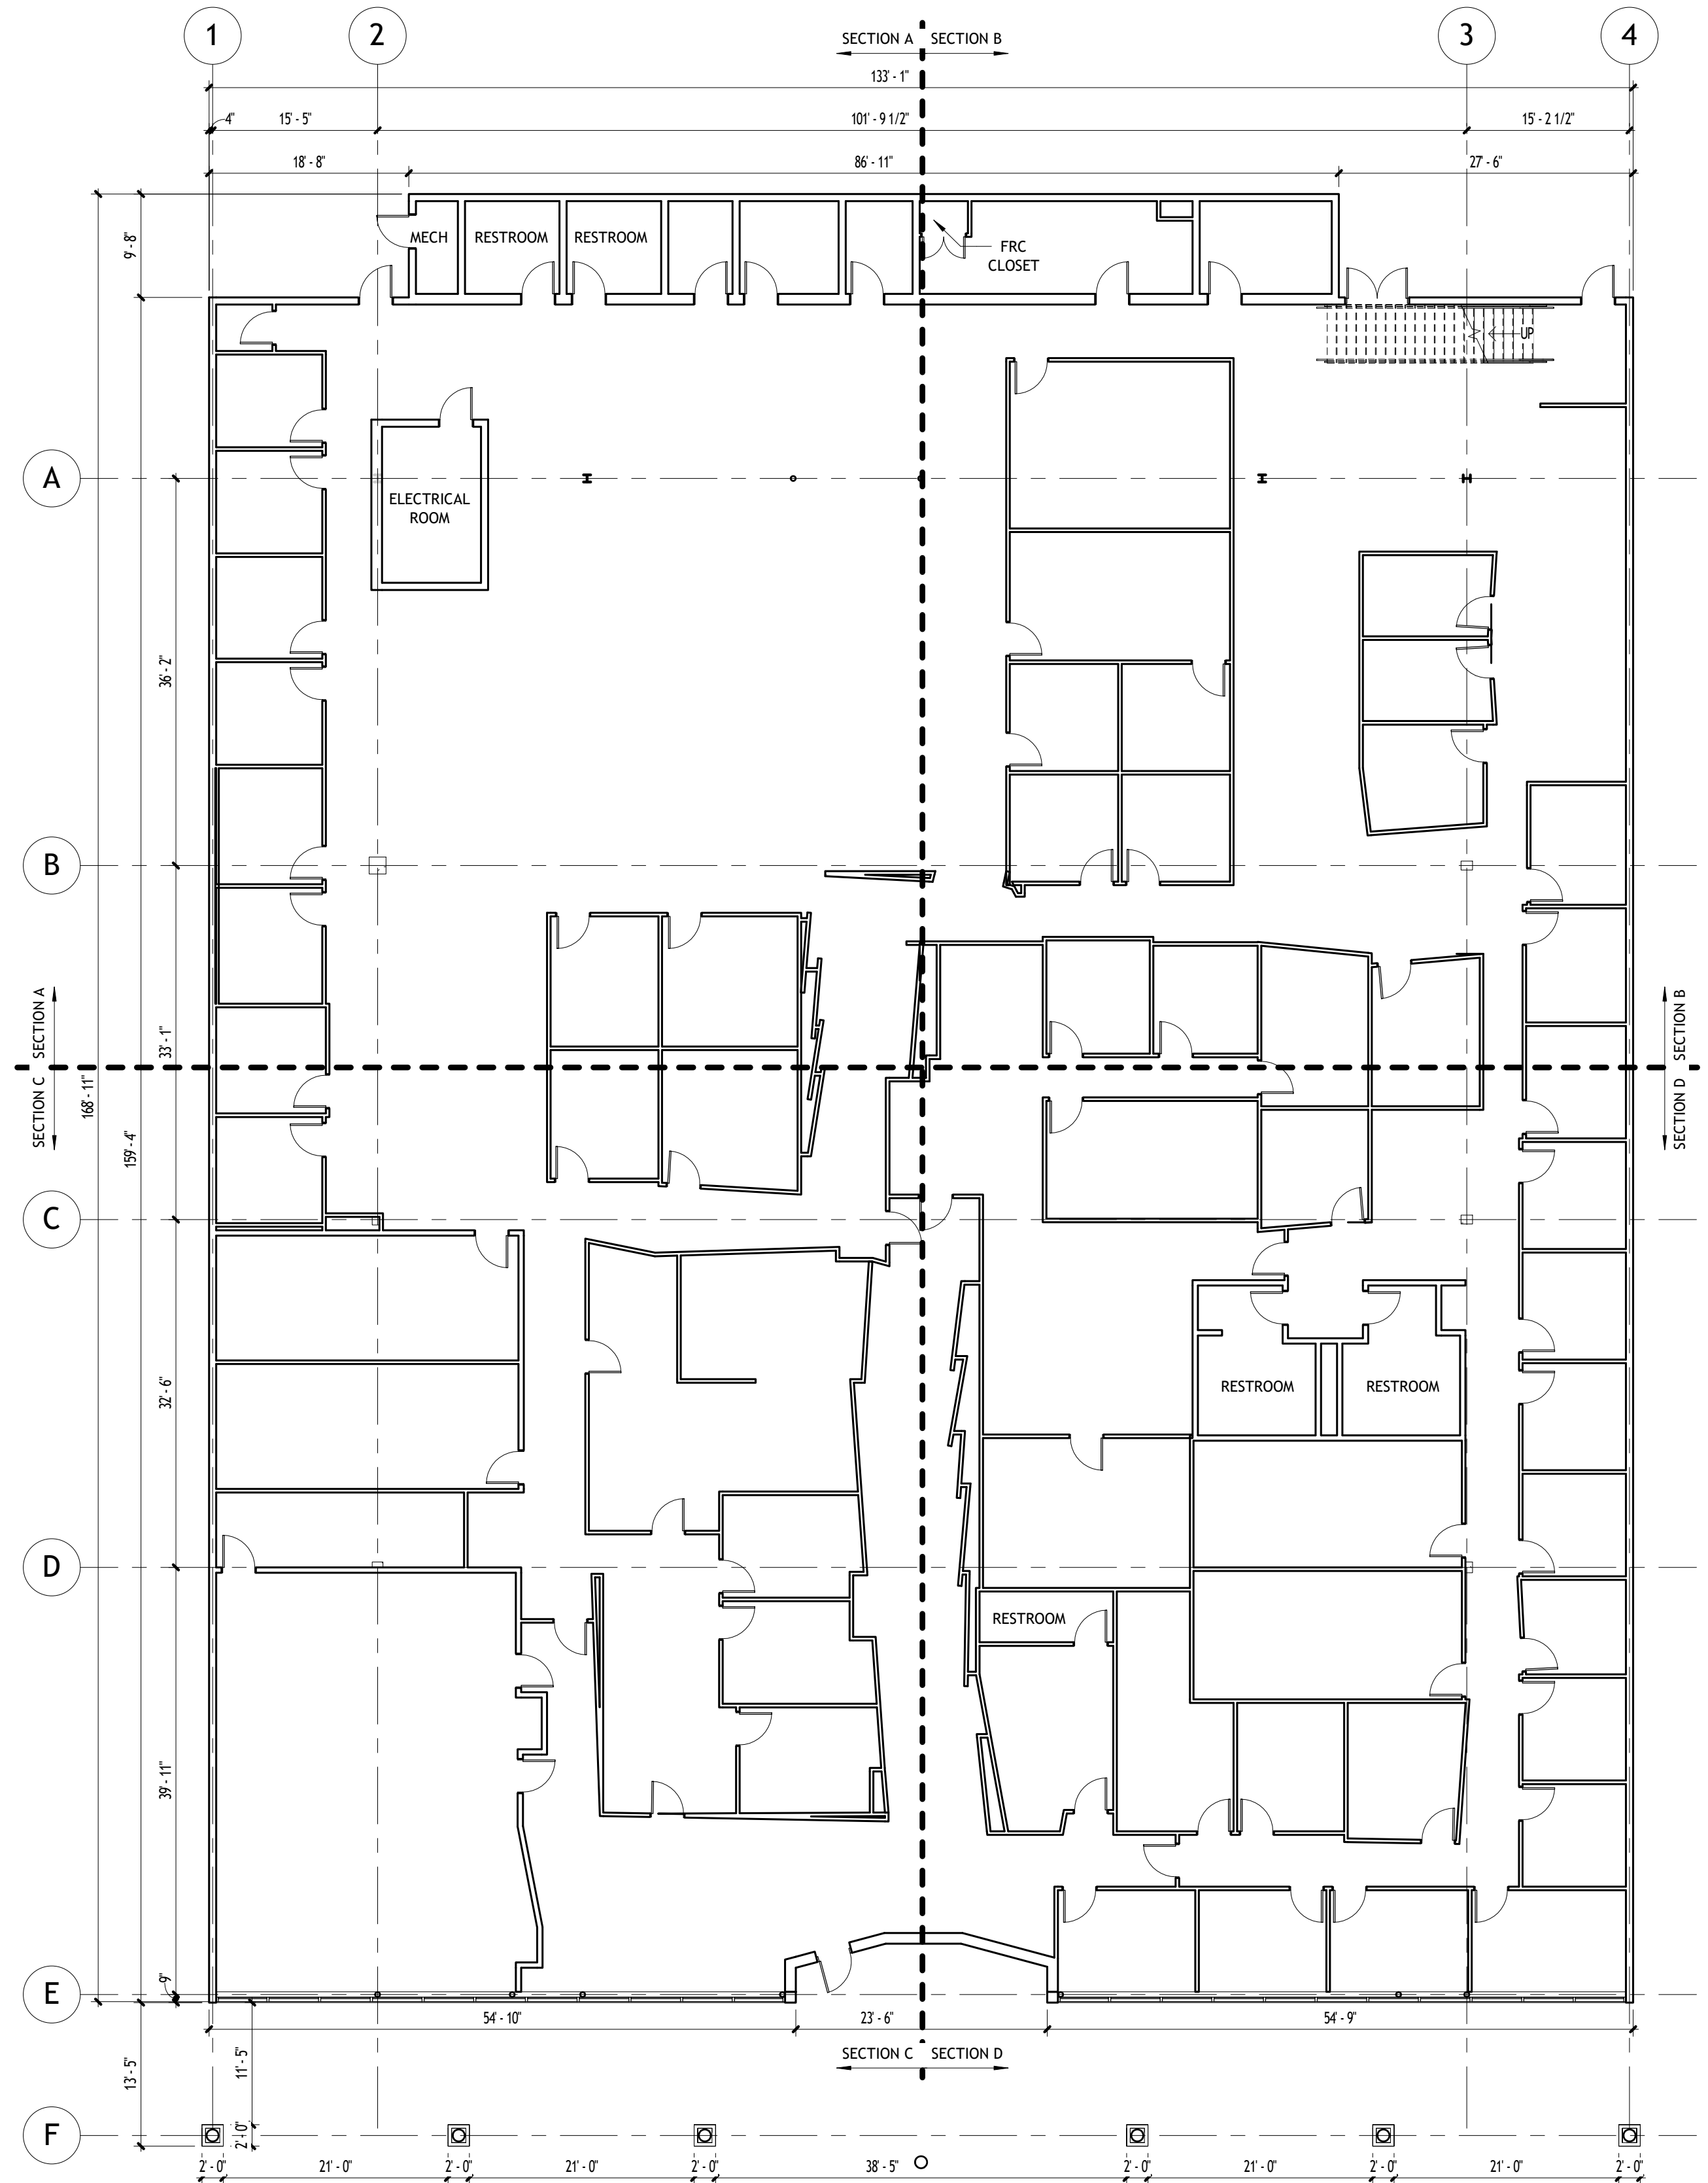 1 2 3 4
SECTION A SECTION B
133' - 1"
4" 15' - 5" 101' - 9 1/2" 15' - 2 1/2"
18' - 8" 86' - 11" 27' - 6"
9' - 8"
MECH RESTROOM RESTROOM
FRC
CLOSET
UP
A
ELECTRICAL
ROOM
36' - 2"
B
SECTION C SECTION A
33' - 1"
168' - 11"
159' - 4"
SECTION D SECTION B
C
32' - 6"
RESTROOM RESTROOM
D
RESTROOM
39' - 11"
9"
E
54' - 10" 23' - 6" 54' - 9"
SECTION C SECTION D
13' - 5"
11' - 5"
2' - 0"
F
2' - 0" 21' - 0" 2' - 0" 21' - 0" 2' - 0" 38' - 5" 2' - 0" 21' - 0" 2' - 0" 21' - 0" 2' - 0"